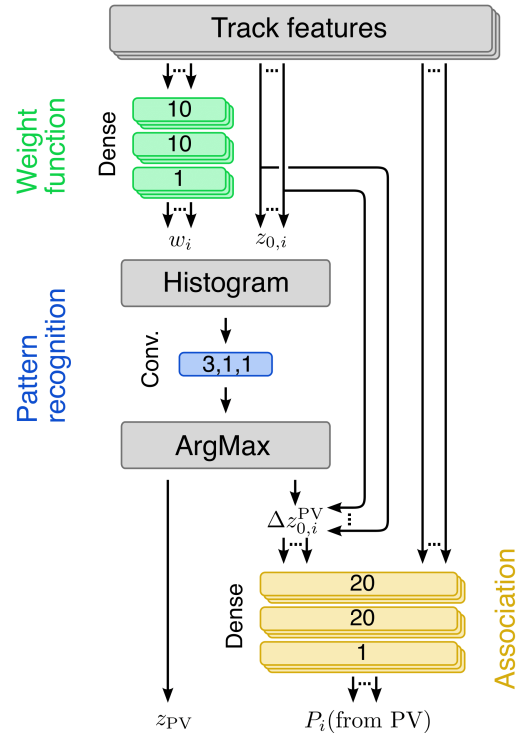 Track features
...
...
...
Weight
function
Dense
10
10
1
...
...
w_i
z_{0,i}
Histogram
Pattern
recognition
Conv.
3,1,1
ArgMax
Δz^{PV}_{0,i}
...
...
...
Association
Dense
20
20
1
...
z_{PV}
P_i(from PV)